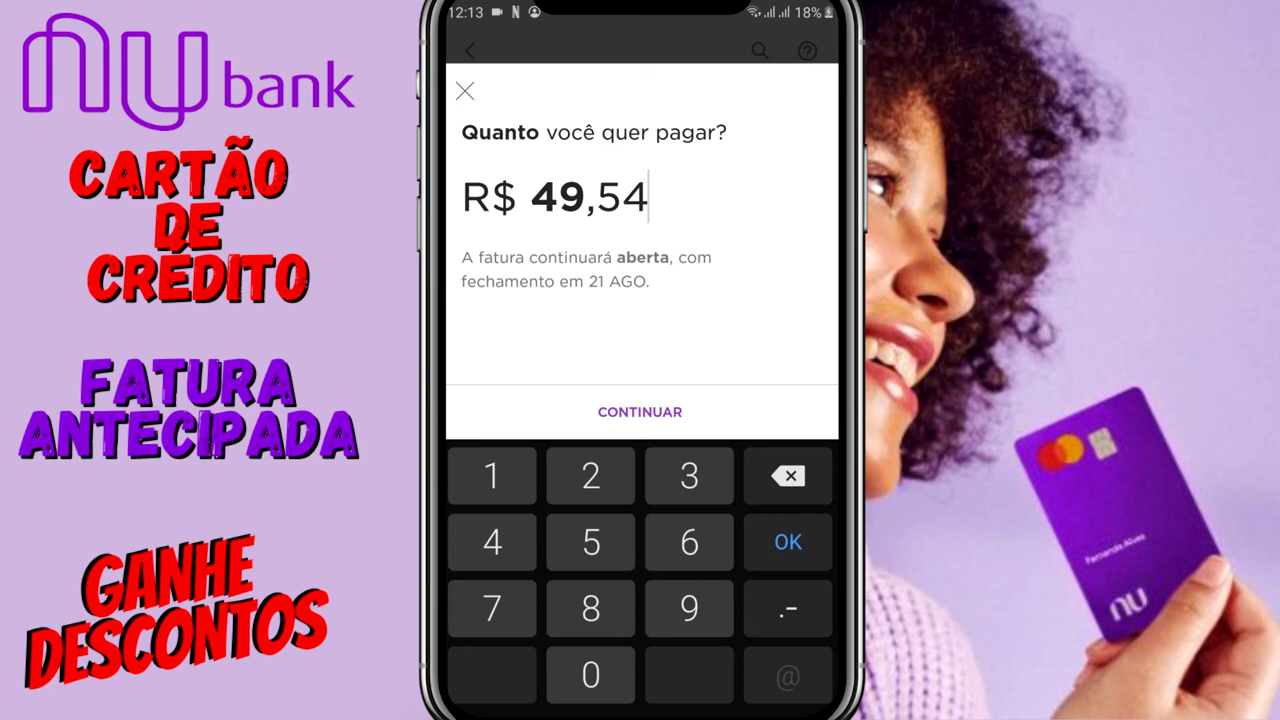 nu bank
CARTÃO
DE
CRÉDITO
FATURA
ANTECIPADA
GANHE
DESCONTOS
12:13 N 18%
Quanto você quer pagar?
R$ 49,54
A fatura continuará aberta, com
fechamento em 21 AGO.
CONTINUAR
1 2 3
4 5 6 OK
7 8 9 .-
0 @
Fernanda Alves
nu